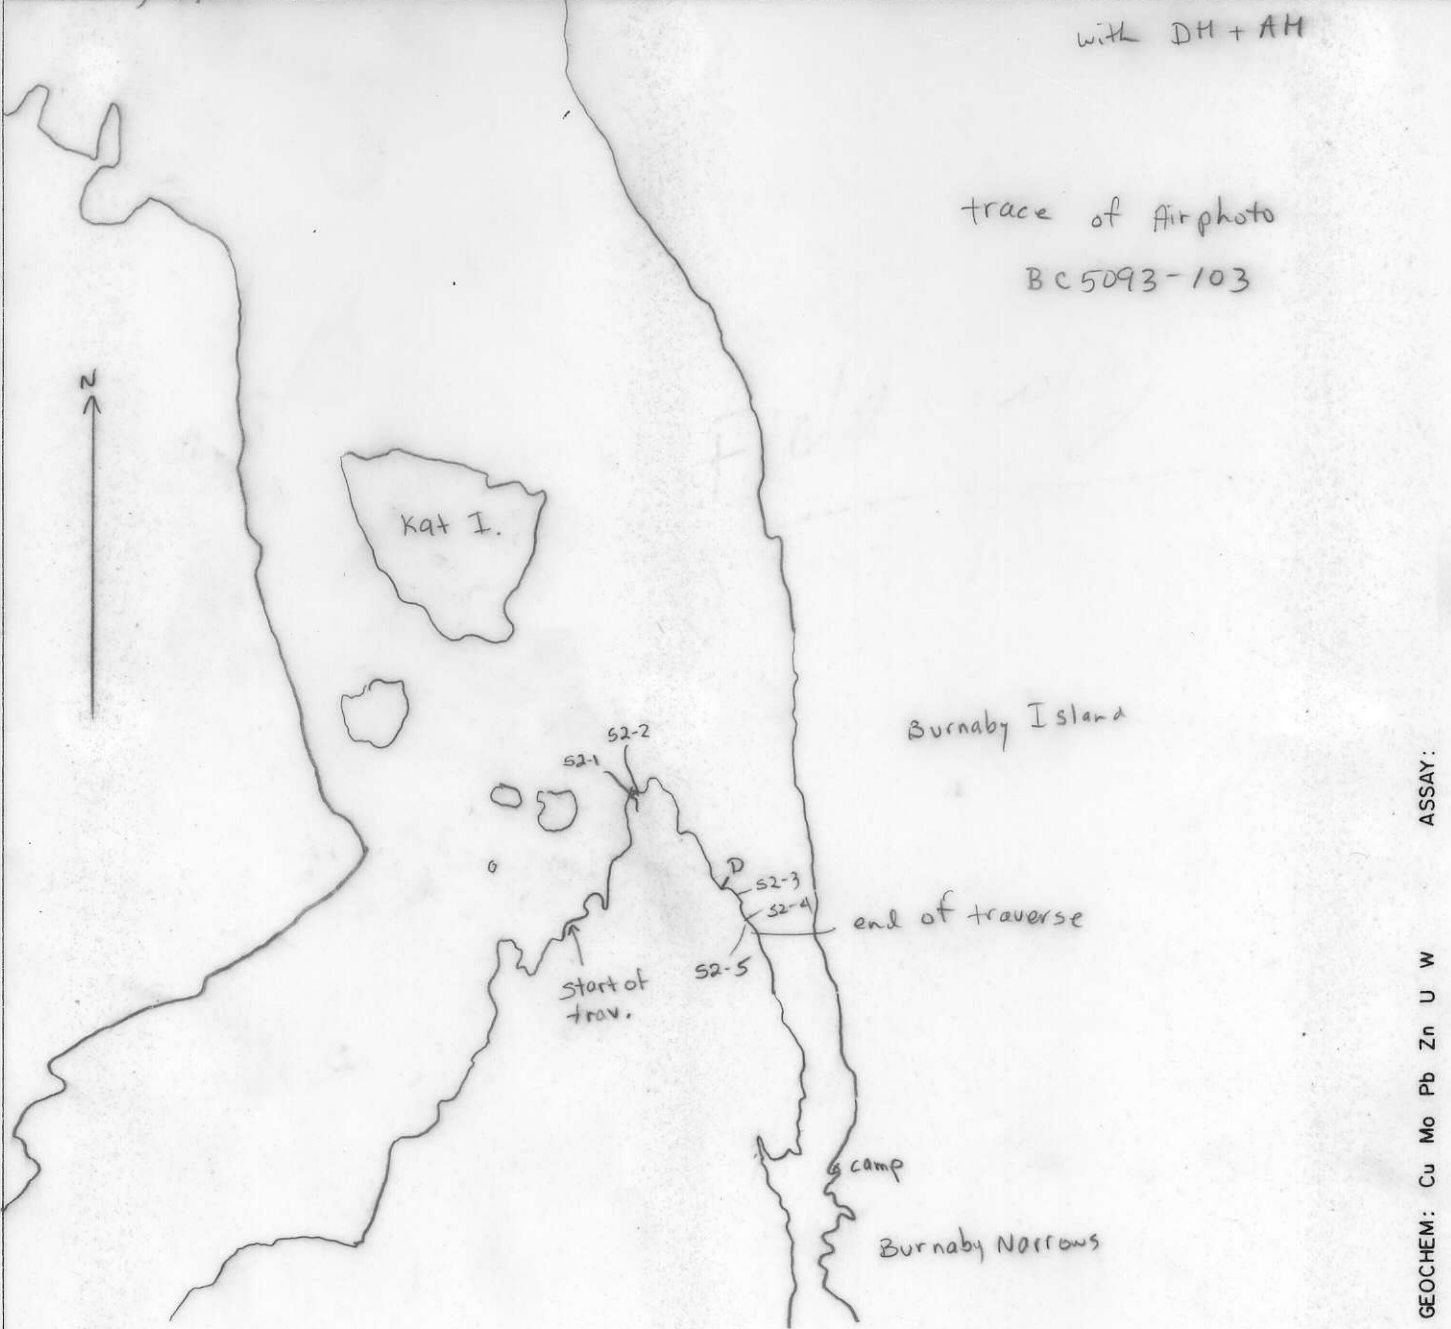 with DH + AH
trace of Airphoto
BC5093-103
N
Kat I.
Burnaby Island
S2-2
S2-1
D
S2-3
S2-4
end of traverse
S2-5
start of
trav.
camp
Burnaby Narrows
GEOCHEM: Cu Mo Pb Zn U W ASSAY: